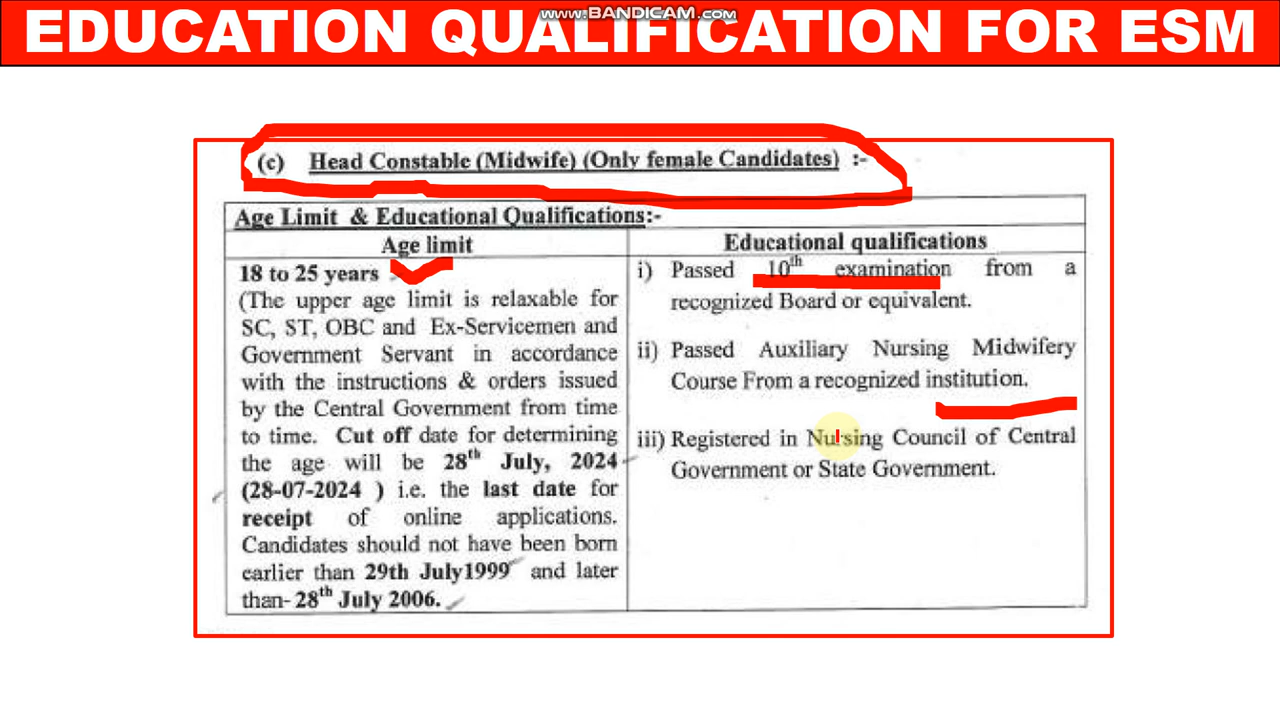 www.BANDICAM.com
EDUCATION QUALIFICATION FOR ESM
(c) Head Constable (Midwife) (Only female Candidates) :-
Age Limit & Educational Qualifications:-
Age limit
18 to 25 years
(The upper age limit is relaxable for
SC, ST, OBC and Ex-Servicemen and
Government Servant in accordance
with the instructions & orders issued
by the Central Government from time
to time. Cut off date for determining
the age will be 28th July, 2024
(28-07-2024 ) i.e. the last date for
receipt of online applications.
Candidates should not have been born
earlier than 29th July1999 and later
than- 28th July 2006.
Educational qualifications
i) Passed 10th examination from a
recognized Board or equivalent.
ii) Passed Auxiliary Nursing Midwifery
Course From a recognized institution.
iii) Registered in Nursing Council of Central
Government or State Government.